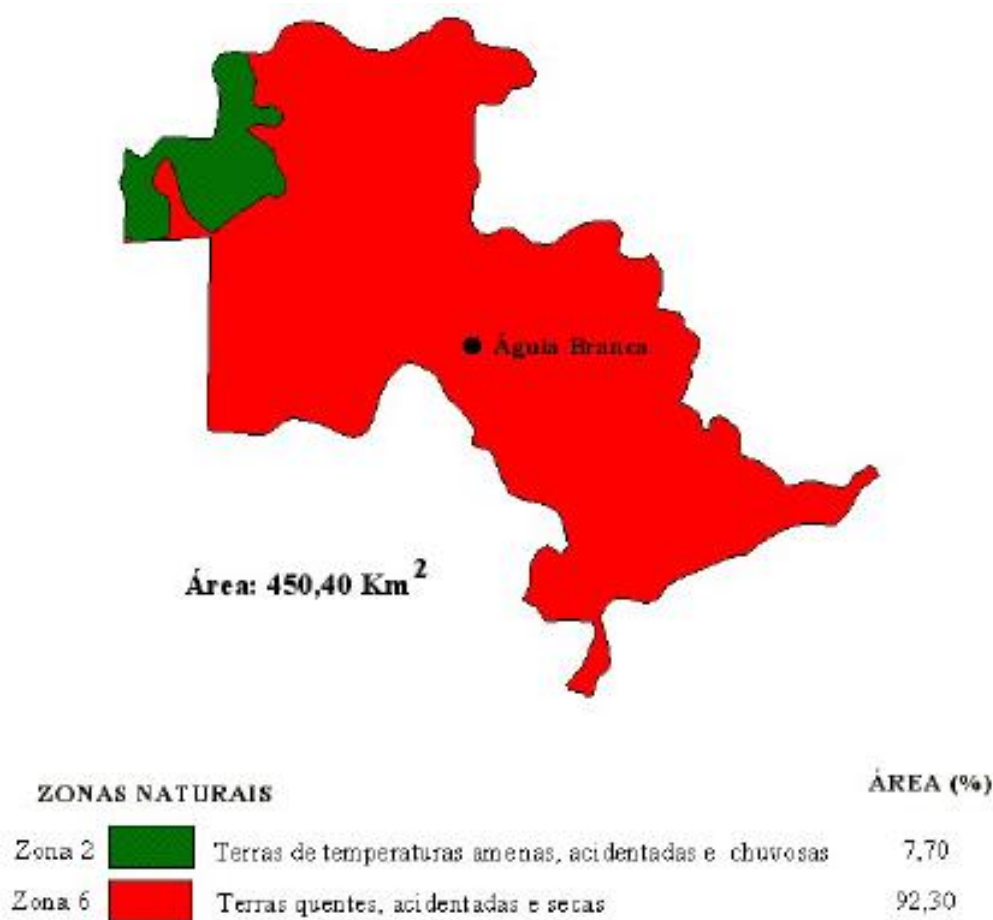 Águia Branca
Área: 450,40 Km²
ZONAS NATURAIS ÁREA (%)
Zona 2 Terras de temperaturas amenas, acidentadas e chuvosas 7,70
Zona 6 Terras quentes, acidentadas e secas 92,30